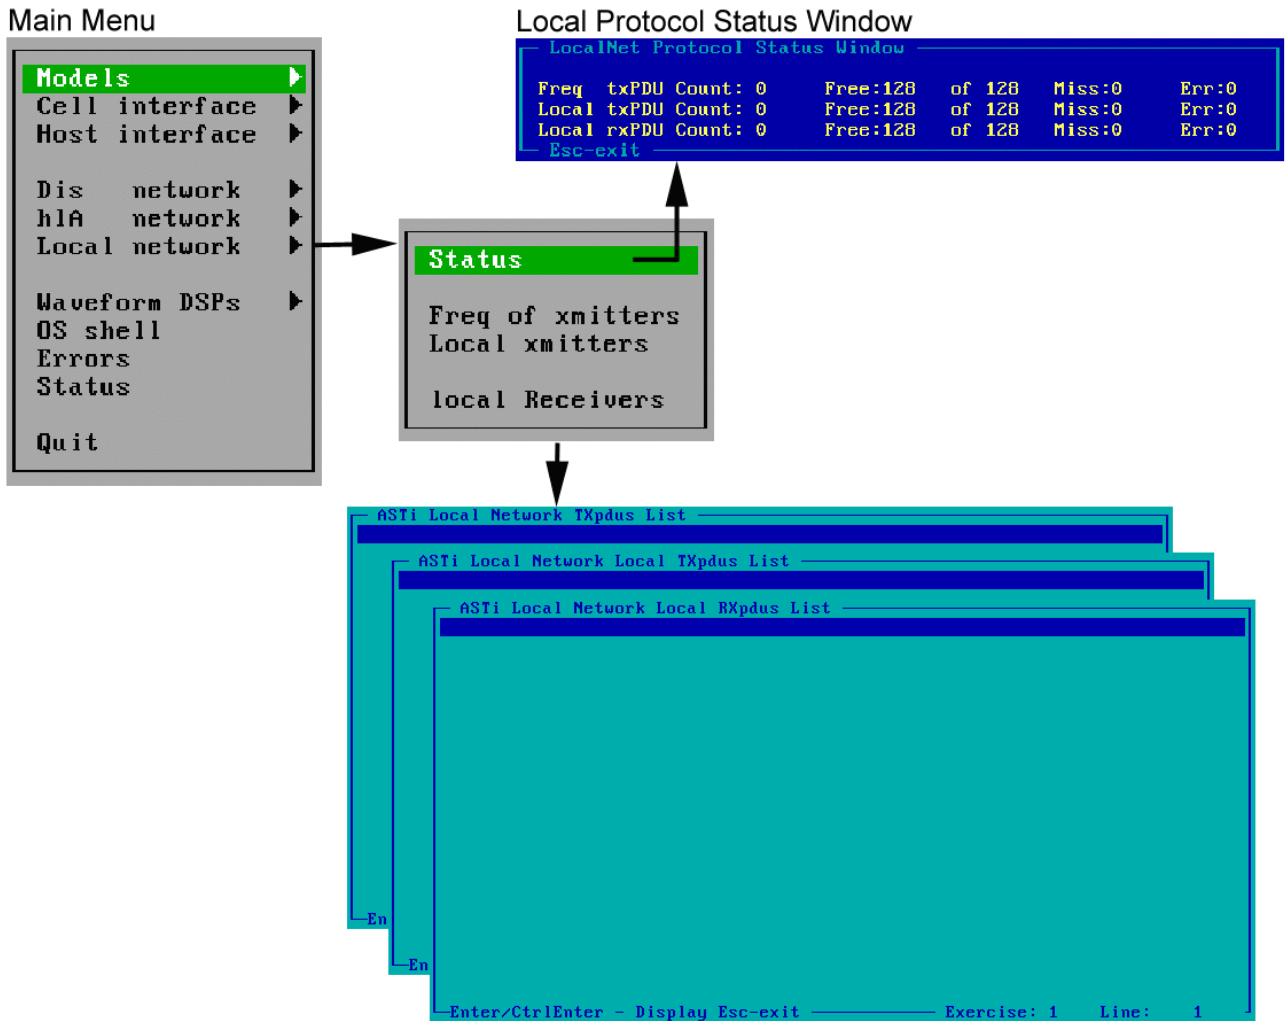 Main Menu
Models
Cell interface
Host interface
Dis network
hlA network
Local network
Waveform DSPs
OS shell
Errors
Status
Quit
Local Protocol Status Window
LocalNet Protocol Status Window
Freq txPDU Count: 0 Free:128 of 128 Miss:0 Err:0
Local txPDU Count: 0 Free:128 of 128 Miss:0 Err:0
Local rxPDU Count: 0 Free:128 of 128 Miss:0 Err:0
Esc-exit
Status
Freq of xmitters
Local xmitters
local Receivers
ASTi Local Network TXpdus List
En
ASTi Local Network Local TXpdus List
En
ASTi Local Network Local RXpdus List
Enter/CtrlEnter - Display Esc-exit Exercise: 1 Line: 1